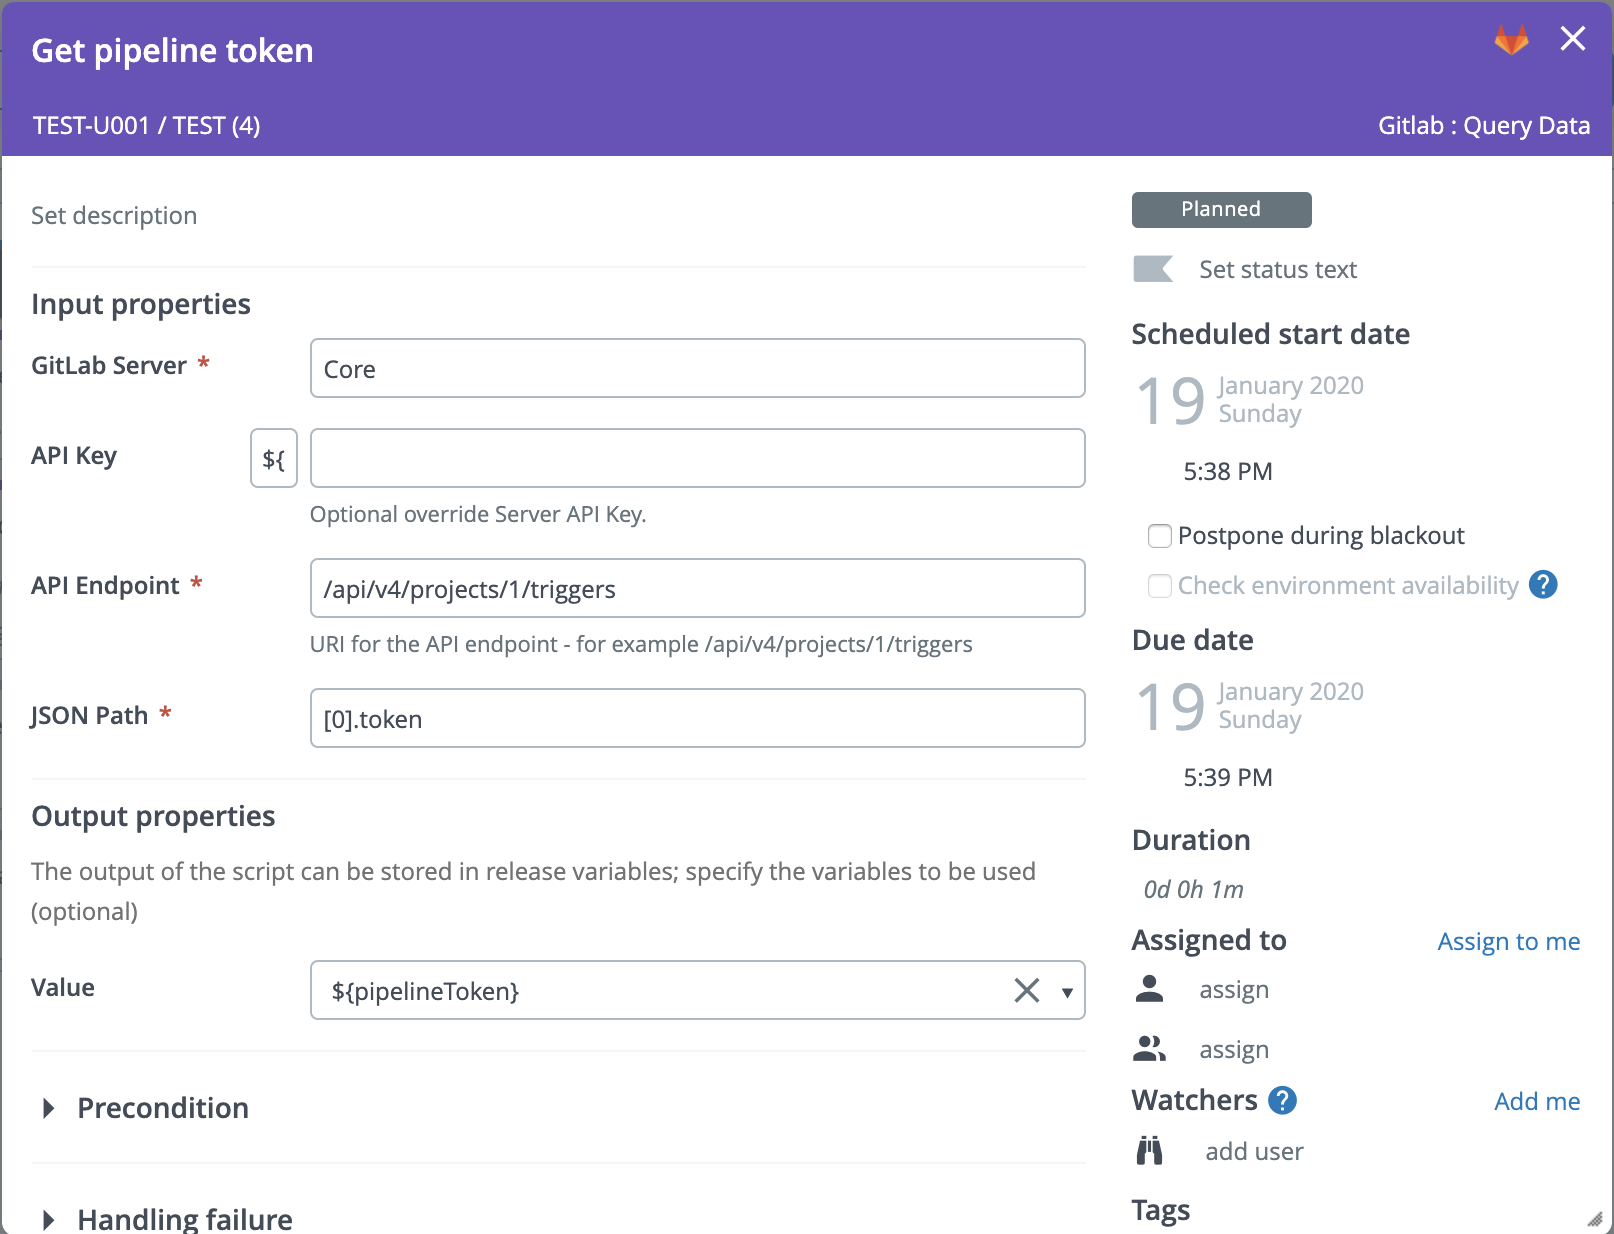 Get pipeline token
TEST-U001 / TEST (4)
Gitlab : Query Data
Set description
Input properties
GitLab Server *
Core
API Key
${
Optional override Server API Key.
API Endpoint *
/api/v4/projects/1/triggers
URI for the API endpoint - for example /api/v4/projects/1/triggers
JSON Path *
[0].token
Output properties
The output of the script can be stored in release variables; specify the variables to be used
(optional)
Value
${pipelineToken}
Precondition
Handling failure
Planned
Set status text
Scheduled start date
19
January 2020
Sunday
5:38 PM
Postpone during blackout
Check environment availability ?
Due date
19
January 2020
Sunday
5:39 PM
Duration
0d 0h 1m
Assigned to
Assign to me
assign
assign
Watchers ?
Add me
add user
Tags